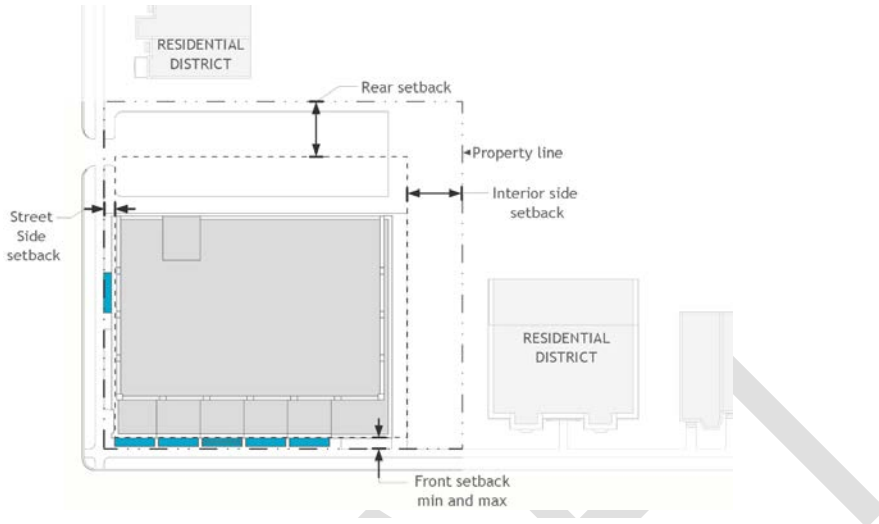 RESIDENTIAL
DISTRICT
Rear setback
Property line
Interior side
setback
Street
Side
setback
RESIDENTIAL
DISTRICT
Front setback
min and max